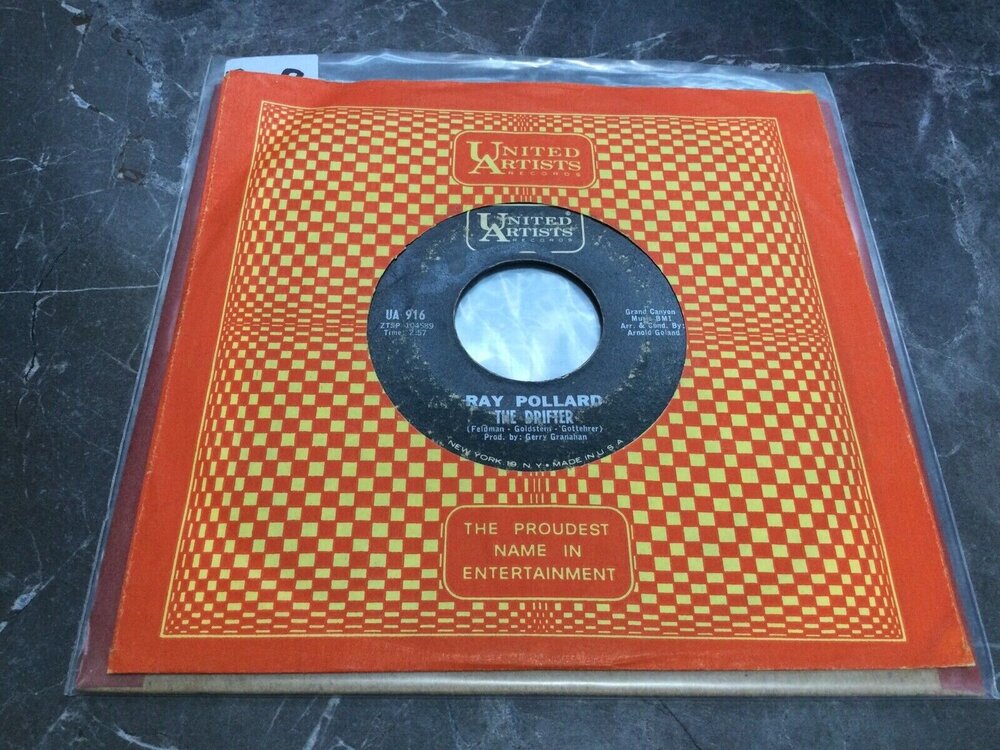 UNITED
ARTISTS
RECORDS
UNITED
ARTISTS
RECORDS
UA 916
ZTSP 104589
Time: 2:57
Grand Canyon
Music BMI
Arr. & Cond. By:
Arnold Goland
RAY POLLARD
THE DRIFTER
(Feldman - Goldstein - Gottehrer)
Prod. by: Gerry Granahan
NEW YORK 19, N.Y. • MADE IN U S A
THE PROUDEST
NAME IN
ENTERTAINMENT